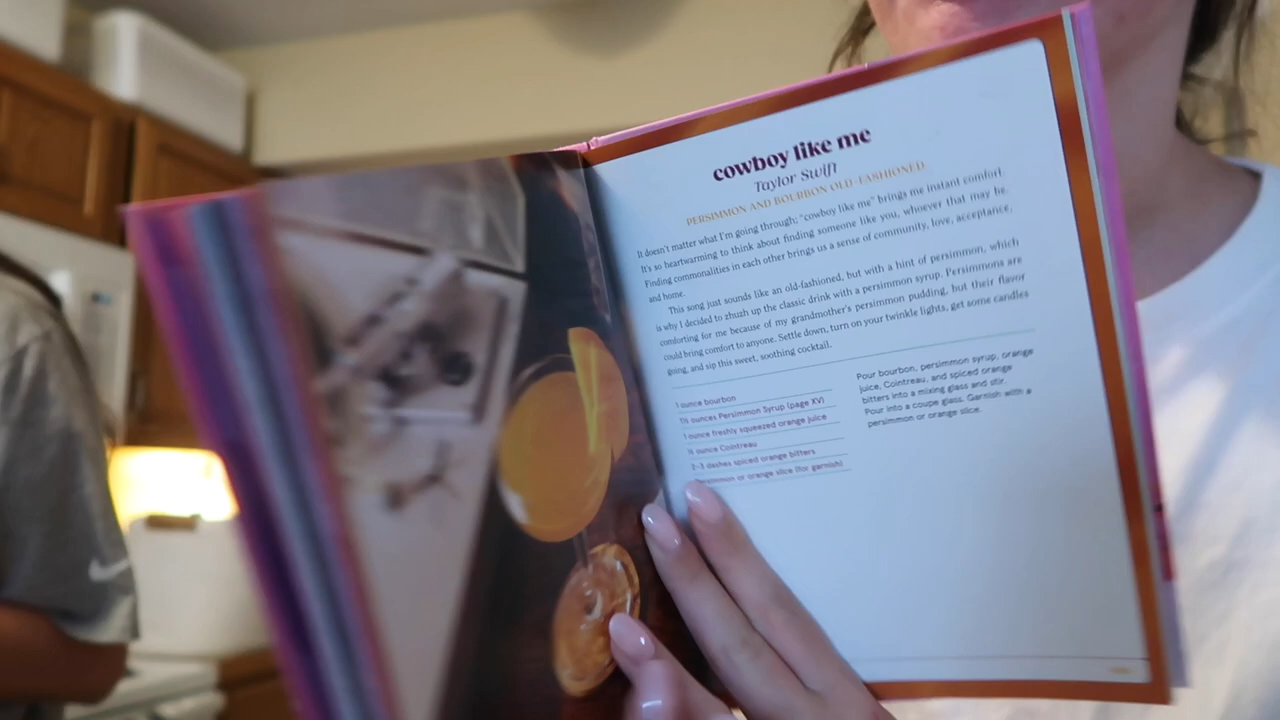 cowboy like me
Taylor Swift
PERSIMMON AND BOURBON OLD-FASHIONED
It doesn't matter what I'm going through; "cowboy like me" brings me instant comfort.
It's so heartwarming to think about finding someone like you, whoever that may be.
Finding commonalities in each other brings us a sense of community, love, acceptance,
and home.
This song just sounds like an old-fashioned, but with a hint of persimmon, which
is why I decided to zhuzh up the classic drink with a persimmon syrup. Persimmons are
comforting for me because of my grandmother's persimmon pudding, but their flavor
could bring comfort to anyone. Settle down, turn on your twinkle lights, get some candles
going, and sip this sweet, soothing cocktail.
1 ounce bourbon
ounces Persimmon Syrup (page XV)
1 ounce freshly squeezed orange juice
ounce Cointreau
2–3 dashes spiced orange bitters
Persimmon or orange slice (for garnish)
Pour bourbon, persimmon syrup, orange
juice, Cointreau, and spiced orange
bitters into a mixing glass and stir.
Pour into a coupe glass. Garnish with a
persimmon or orange slice.